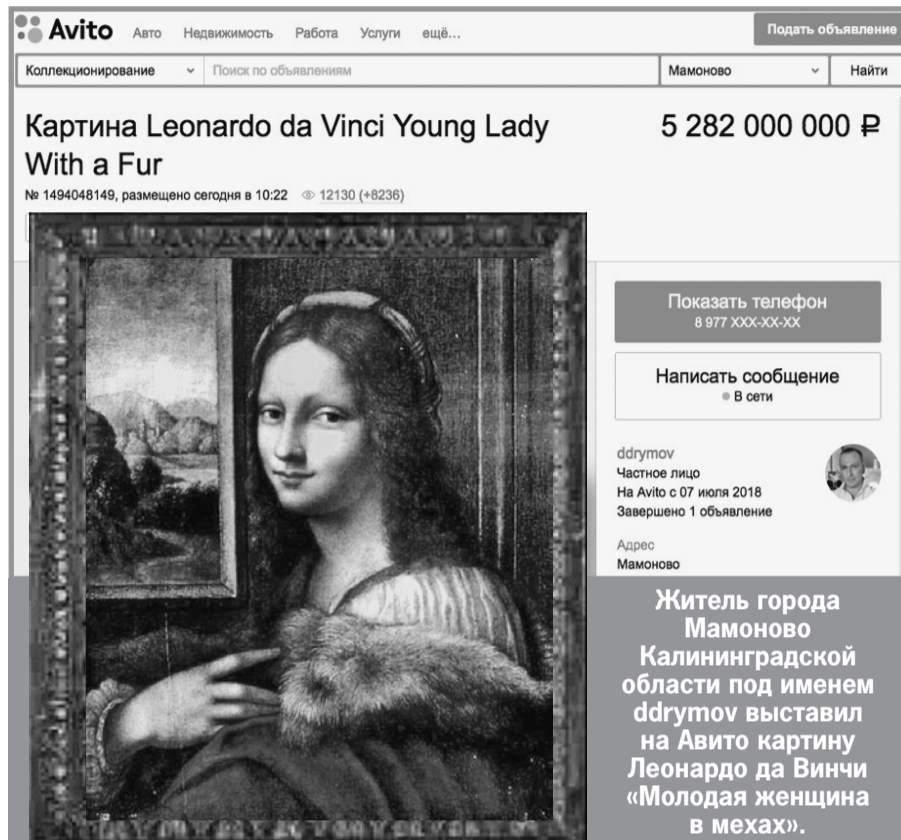 Avito Авто Недвижимость Работа Услуги ещё... Подать объявление
Коллекционирование Поиск по объявлениям Мамоново Найти
Картина Leonardo da Vinci Young Lady
With a Fur
5 282 000 000 ₽
№ 1494048149, размещено сегодня в 10:22 12130 (+8236)
Показать телефон
8 977 XXX-XX-XX
Написать сообщение
В сети
ddrymov
Частное лицо
На Avito с 07 июля 2018
Завершено 1 объявление
Адрес
Мамоново
Житель города
Мамоново
Калининградской
области под именем
ddrymov выставил
на Авито картину
Леонардо да Винчи
«Молодая женщина
в мехах».